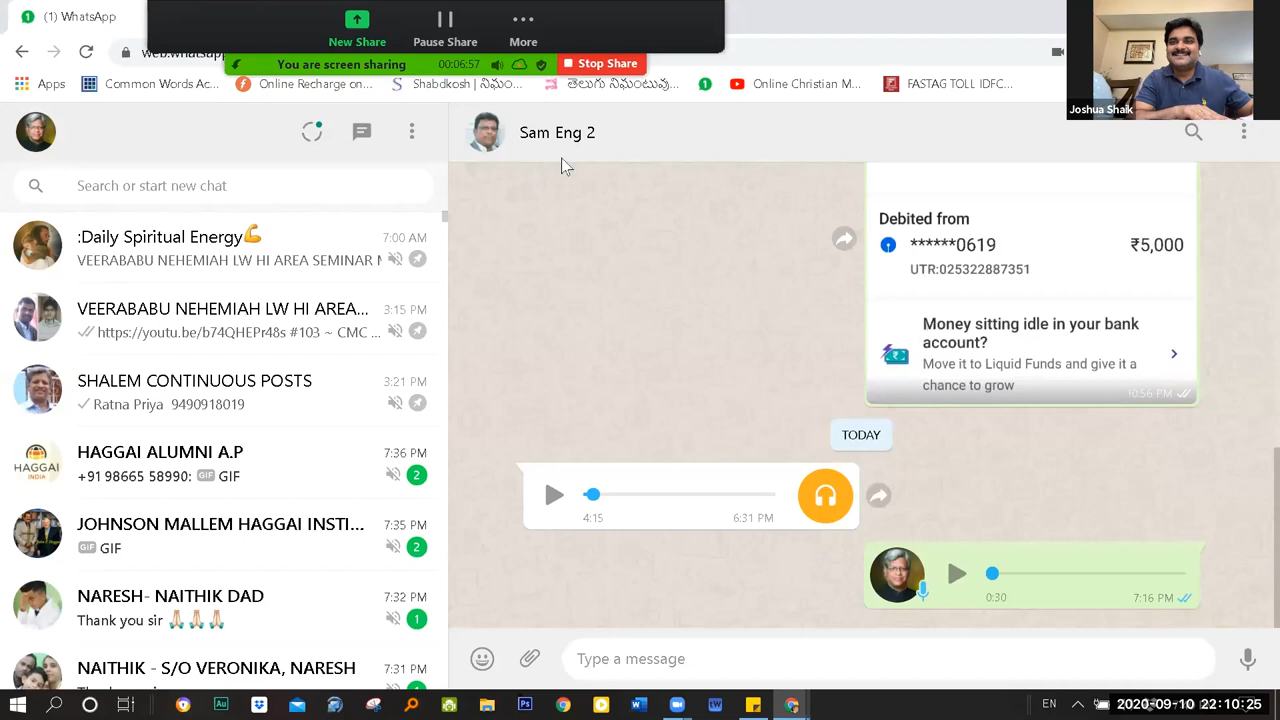 (1) WhatsApp
New Share
Pause Share
More
You are screen sharing
00:06:57
Stop Share
Joshua Shaik
Apps
Common Words Ac...
Online Recharge on...
Shabdkosh | నిఘం...
తెలుగు నిఘంటువు...
Online Christian M...
FASTAG TOLL IDFC...
Search or start new chat
:Daily Spiritual Energy💪
7:00 AM
VEERABABU NEHEMIAH LW HI AREA SEMINAR
VEERABABU NEHEMIAH LW HI AREA...
3:15 PM
https://youtu.be/b74QHEPr48s #103 ~ CMC ...
SHALEM CONTINUOUS POSTS
3:21 PM
Ratna Priya 9490918019
HAGGAI ALUMNI A.P
7:36 PM
+91 98665 58990: GIF GIF
2
HAGGAI
INDIA
JOHNSON MALLEM HAGGAI INSTI...
7:35 PM
GIF GIF
2
NARESH- NAITHIK DAD
7:32 PM
Thank you sir 🙏🏻🙏🏻🙏🏻
1
NAITHIK - S/O VERONIKA, NARESH
7:31 PM
Sam Eng 2
Debited from
******0619
₹5,000
UTR:025322887351
Money sitting idle in your bank
account?
Move it to Liquid Funds and give it a
chance to grow
10:56 PM
TODAY
4:15
6:31 PM
0:30
7:16 PM
Type a message
EN
2020-09-10 22:10:25